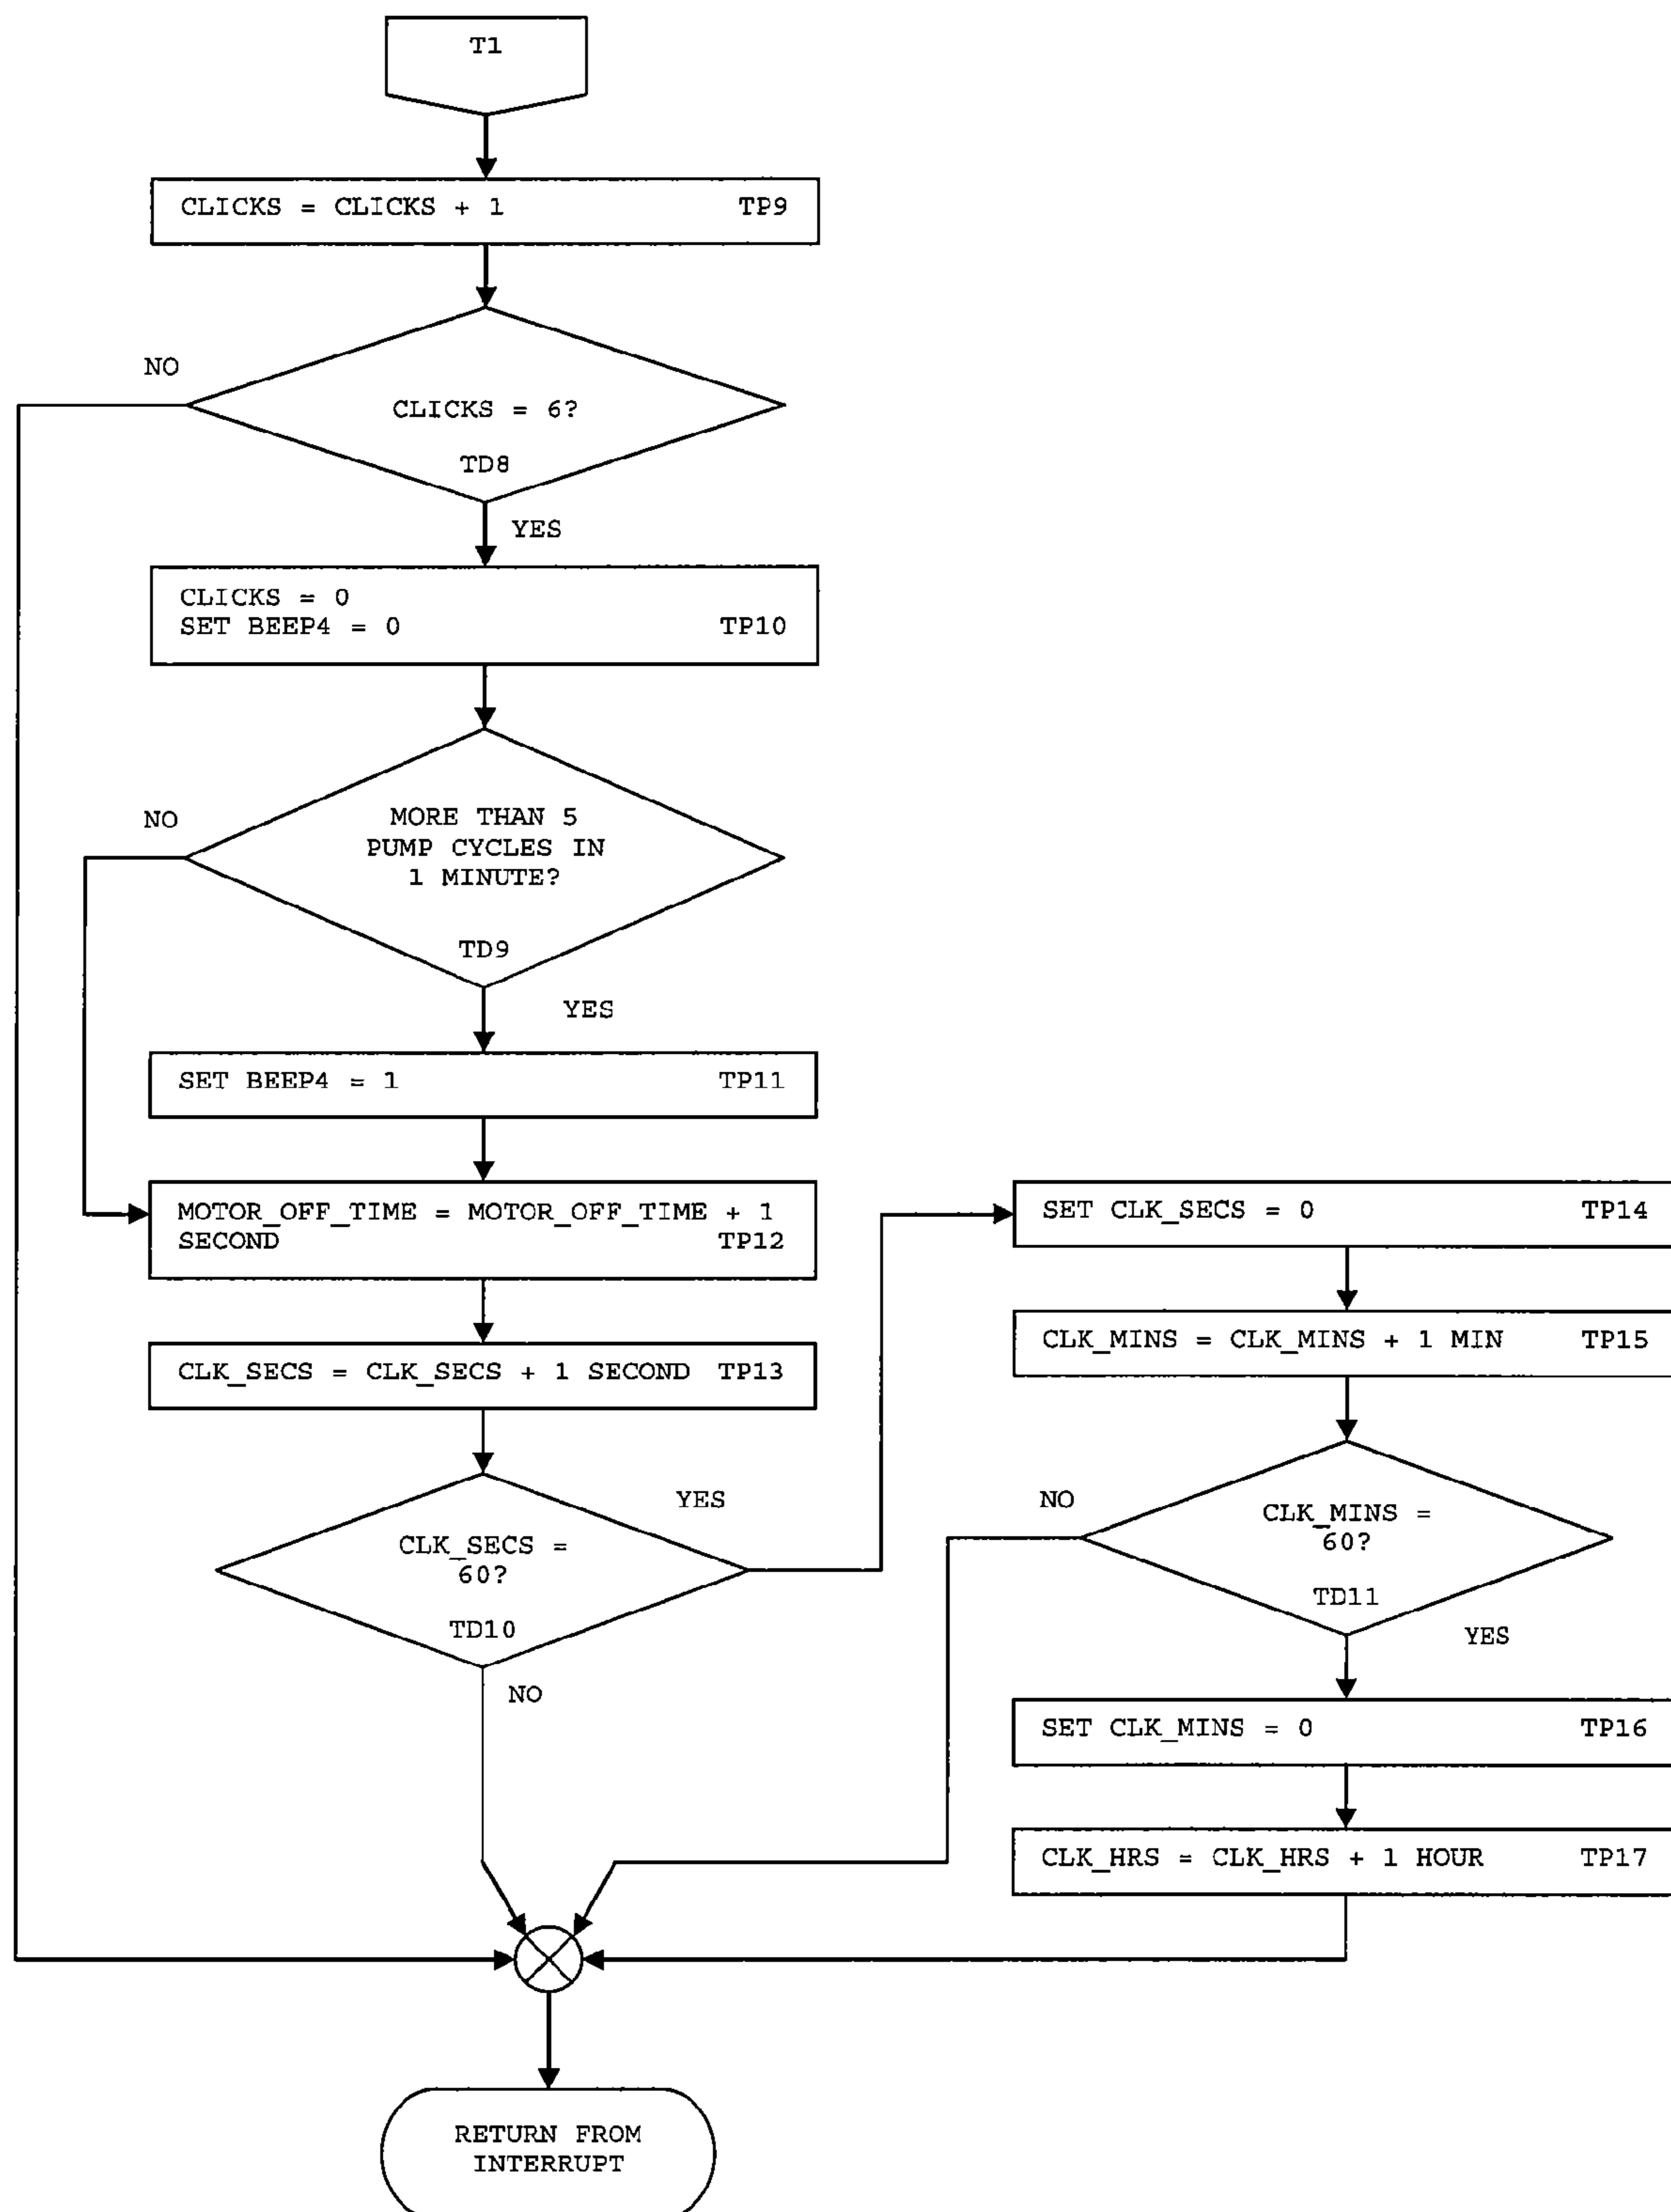 T1
CLICKS = CLICKS + 1 TP9
NO
CLICKS = 6?
TD8
YES
CLICKS = 0
SET BEEP4 = 0 TP10
NO
MORE THAN 5
PUMP CYCLES IN
1 MINUTE?
TD9
YES
SET BEEP4 = 1 TP11
MOTOR_OFF_TIME = MOTOR_OFF_TIME + 1
SECOND TP12
CLK_SECS = CLK_SECS + 1 SECOND TP13
YES
CLK_SECS =
60?
TD10
NO
SET CLK_SECS = 0 TP14
CLK_MINS = CLK_MINS + 1 MIN TP15
NO
CLK_MINS =
60?
TD11
YES
SET CLK_MINS = 0 TP16
CLK_HRS = CLK_HRS + 1 HOUR TP17
RETURN FROM
INTERRUPT